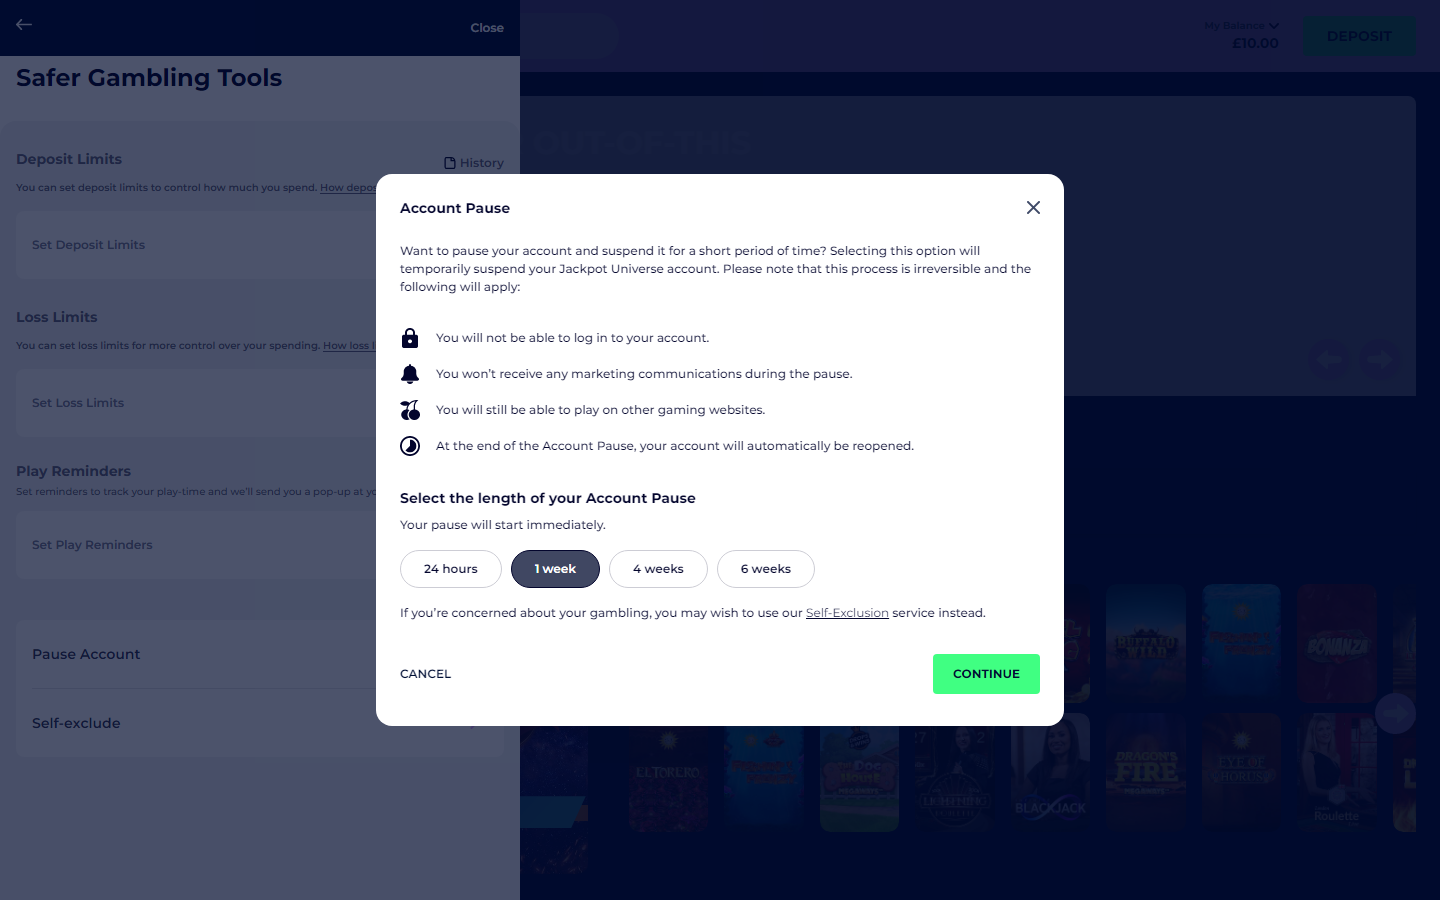 Close
My Balance
£10.00
DEPOSIT
Safer Gambling Tools
OUT-OF-THIS
Deposit Limits
History
You can set deposit limits to control how much you spend. How depos
Set Deposit Limits
Loss Limits
You can set loss limits for more control over your spending. How loss l
Set Loss Limits
Play Reminders
Set reminders to track your play-time and we'll send you a pop-up at yo
Set Play Reminders
Pause Account
Self-exclude
Account Pause
Want to pause your account and suspend it for a short period of time? Selecting this option will
temporarily suspend your Jackpot Universe account. Please note that this process is irreversible and the
following will apply:
You will not be able to log in to your account.
You won't receive any marketing communications during the pause.
You will still be able to play on other gaming websites.
At the end of the Account Pause, your account will automatically be reopened.
Select the length of your Account Pause
Your pause will start immediately.
24 hours
1 week
4 weeks
6 weeks
If you're concerned about your gambling, you may wish to use our Self-Exclusion service instead.
CANCEL
CONTINUE
BUFFALO
WILD
BONANZA
EL TORERO
DOG
HOUSE
LIGHTNING
BLACKJACK
DRAGON'S
FIRE
MEGAWAYS
EYE OF
HORUS
Roulette